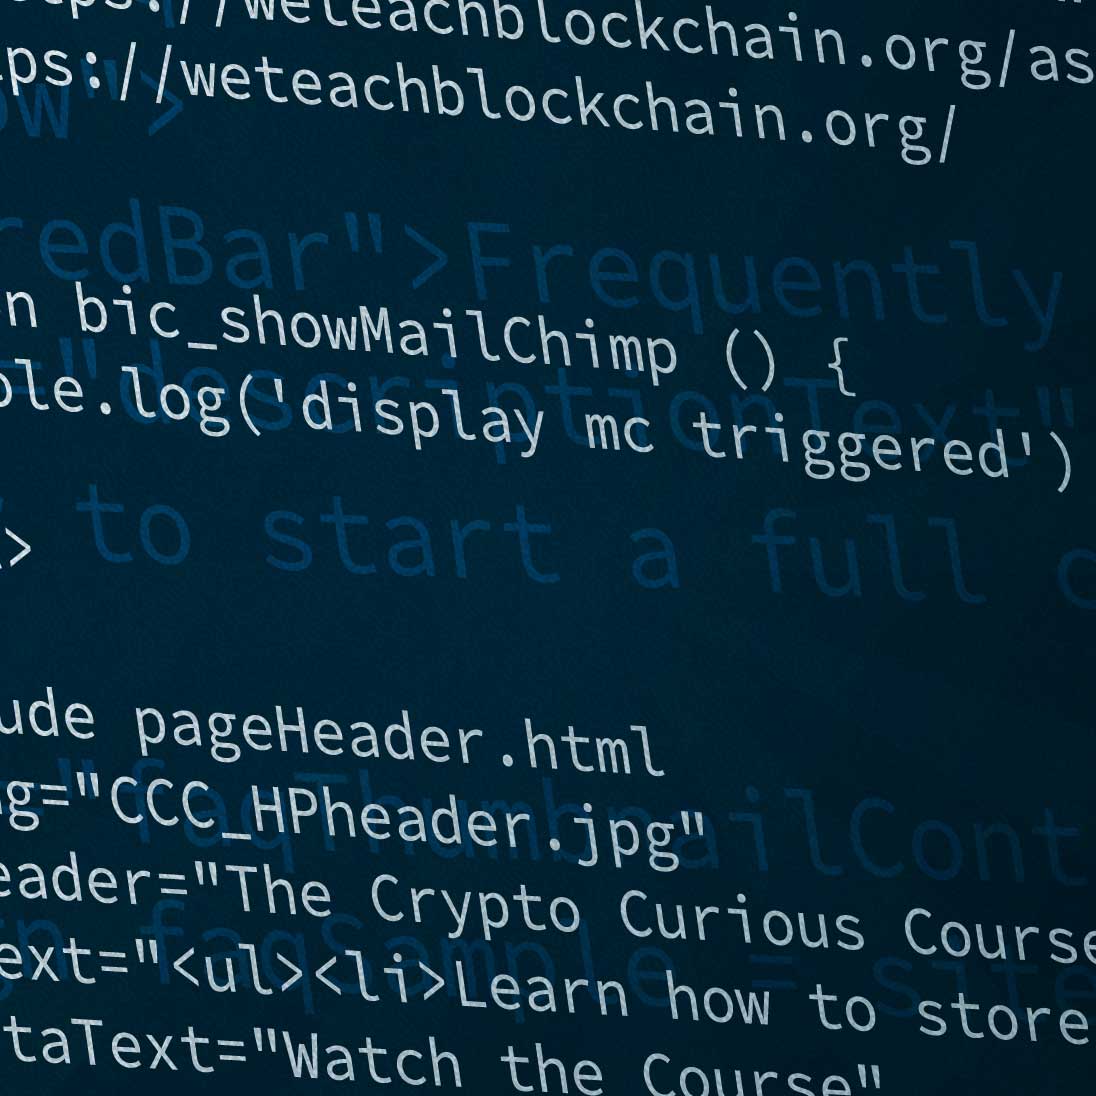 ttps://weteachblockchain.org/as
tps://weteachblockchain.org/
ow">
redBar">Frequently
n bic_showMailChimp () {
="descriptionText"
ole.log('display mc triggered')
to start a full c
>
ude pageHeader.html
"faqThumbnailCont
g="CCC_HPheader.jpg"
eader="The Crypto Curious Course
in faqSample = site
ext="<ul><li>Learn how to store
taText="Watch the Course"